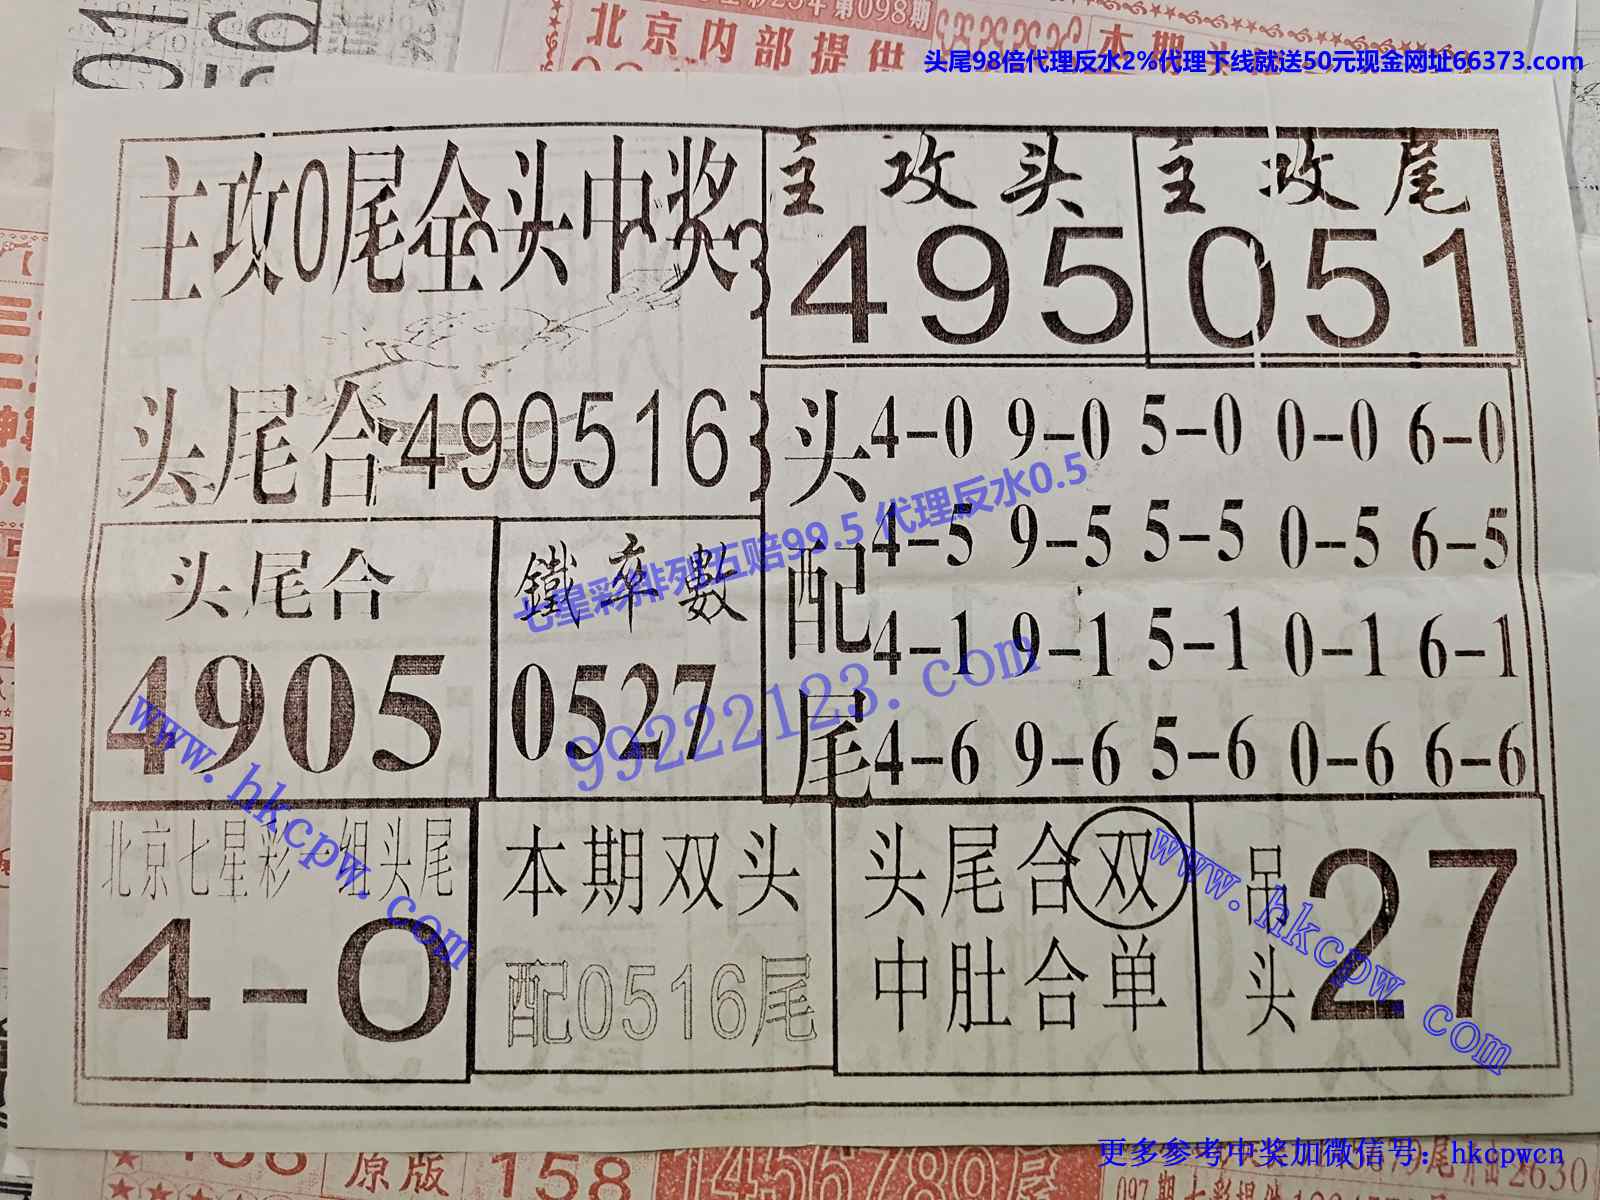 第098期
北京内部提供
头尾98倍代理反水2%代理下线就送50元现金网址66373.com
主攻0尾全头中奖
主攻头
495
主攻尾
051
头尾合490516
头配尾
4-0 9-0 5-0 0-0 6-0
4-5 9-5 5-5 0-5 6-5
4-1 9-1 5-1 0-1 6-1
4-6 9-6 5-6 0-6 6-6
头尾合
4905
鐵率數
0527
七星彩排列五赔99.5 代理反水0.5
99222123.com
www.hkcpw.com
北京七星彩一组头尾
4-0
本期双头
配0516尾
头尾合双
中肚合单
吊头
27
www.hkcpw.com
更多参考中奖加微信号：hkcpwcn
原版
158